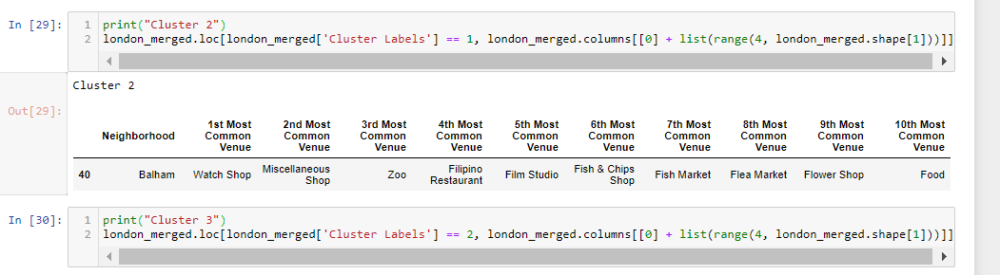 In [29]:
1 print("Cluster 2")
2 london_merged.loc[london_merged['Cluster Labels'] == 1, london_merged.columns[[0] + list(range(4, london_merged.shape[1]))]]
Cluster 2
Out[29]:
Neighborhood 1st Most Common Venue 2nd Most Common Venue 3rd Most Common Venue 4th Most Common Venue 5th Most Common Venue 6th Most Common Venue 7th Most Common Venue 8th Most Common Venue 9th Most Common Venue 10th Most Common Venue
40 Balham Watch Shop Miscellaneous Shop Zoo Filipino Restaurant Film Studio Fish & Chips Shop Fish Market Flea Market Flower Shop Food
In [30]:
1 print("Cluster 3")
2 london_merged.loc[london_merged['Cluster Labels'] == 2, london_merged.columns[[0] + list(range(4, london_merged.shape[1]))]]